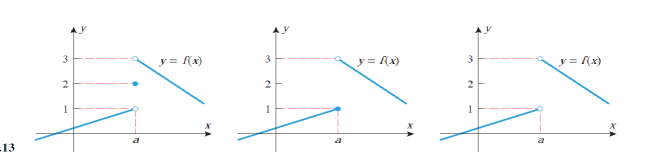 y y y
3 y = f(x) 3 y = f(x) 3 y = f(x)
2 2 2
1 1 1
x x x
a a a
.13